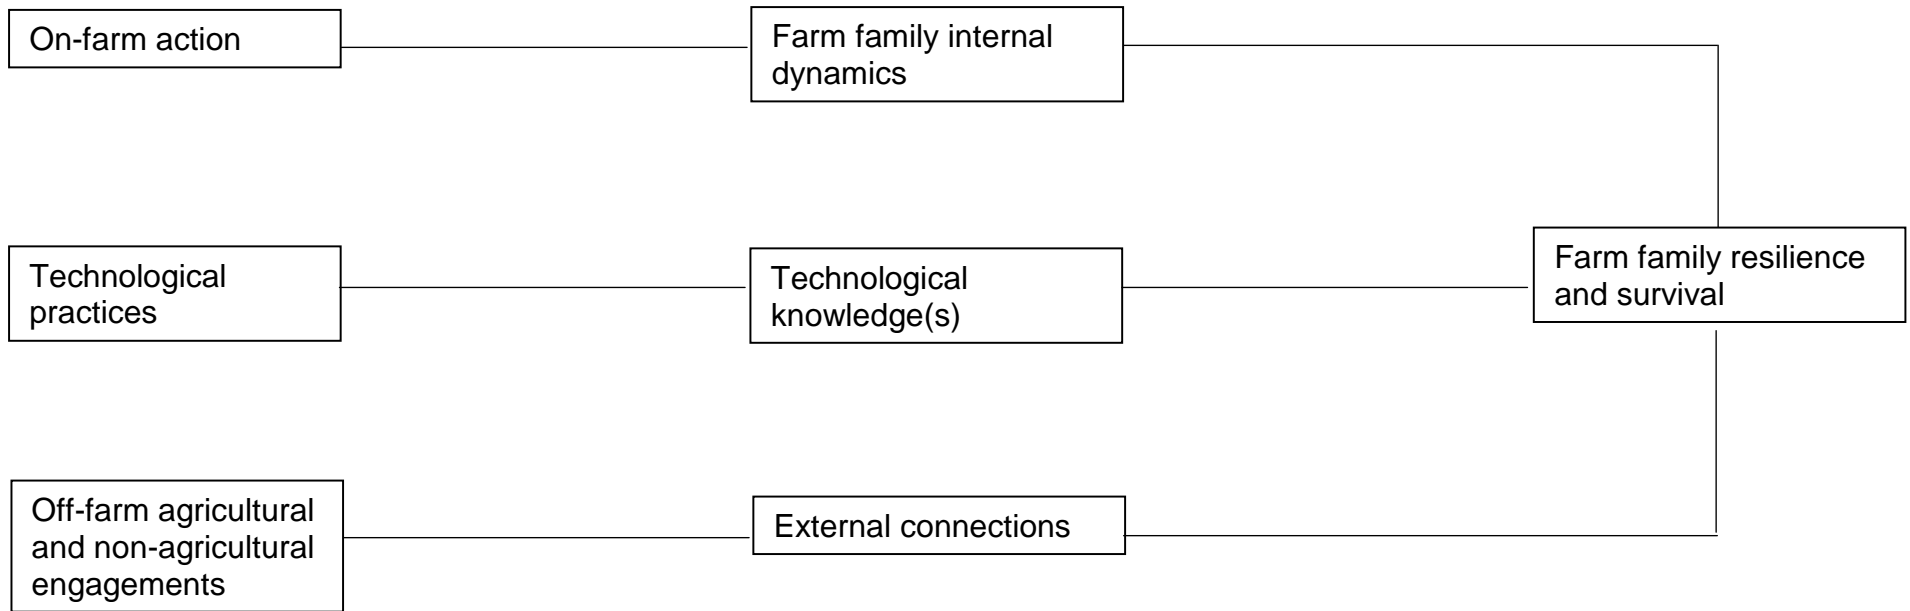 On-farm action
Farm family internal
dynamics
Technological
practices
Technological
knowledge(s)
Farm family resilience
and survival
Off-farm agricultural
and non-agricultural
engagements
External connections